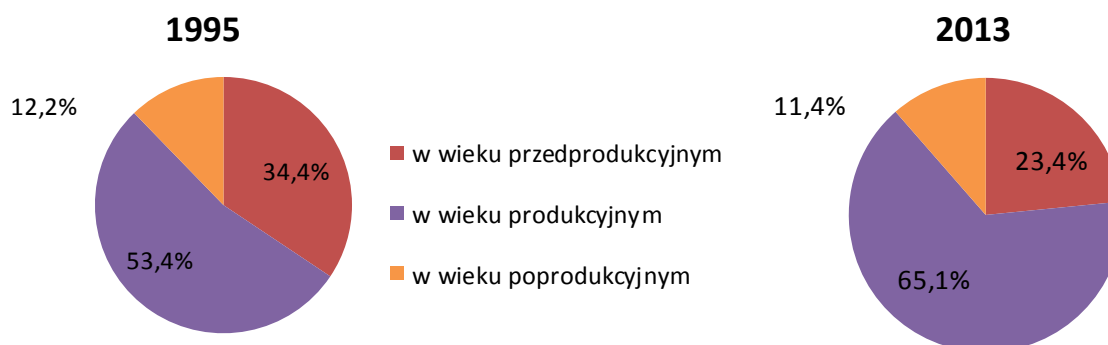 1995
12,2%
34,4%
53,4%
w wieku przedprodukcyjnym
w wieku produkcyjnym
w wieku poprodukcyjnym
2013
11,4%
23,4%
65,1%